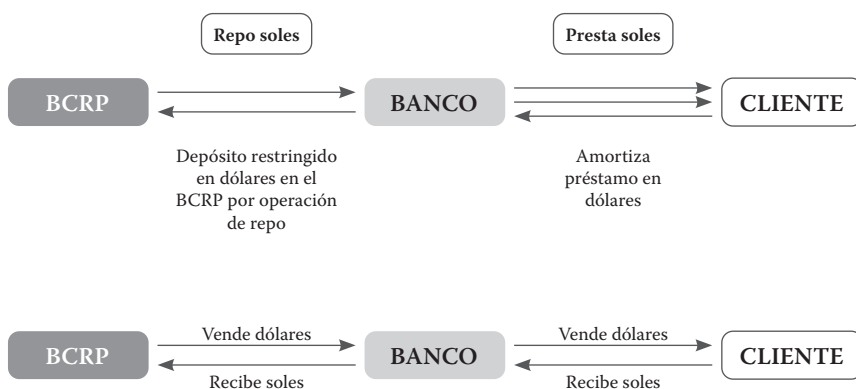 Repo soles
Presta soles
BCRP
BANCO
CLIENTE
Depósito restringido
en dólares en el
BCRP por operación
de repo
Amortiza
préstamo en
dólares
Vende dólares
Vende dólares
BCRP
BANCO
CLIENTE
Recibe soles
Recibe soles